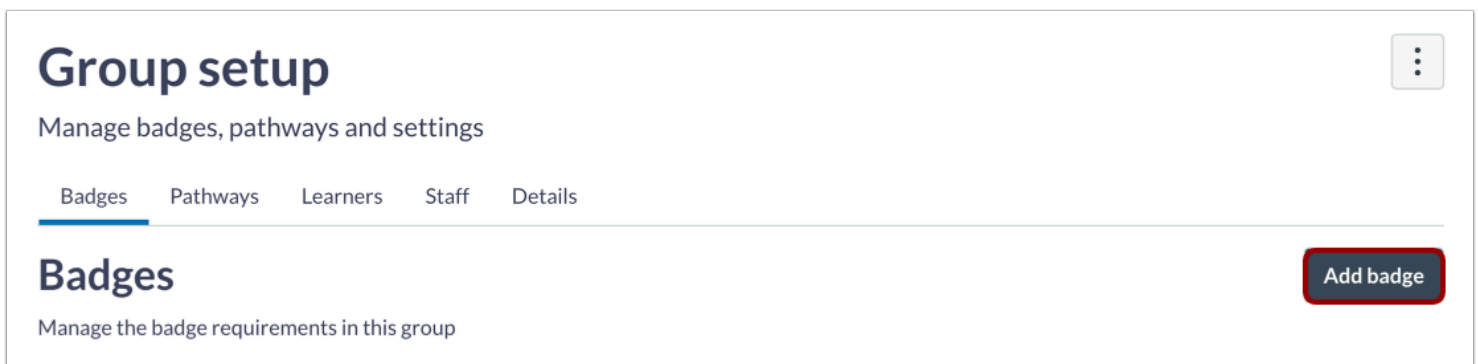 Group setup
Manage badges, pathways and settings
Badges Pathways Learners Staff Details
Badges
Add badge
Manage the badge requirements in this group